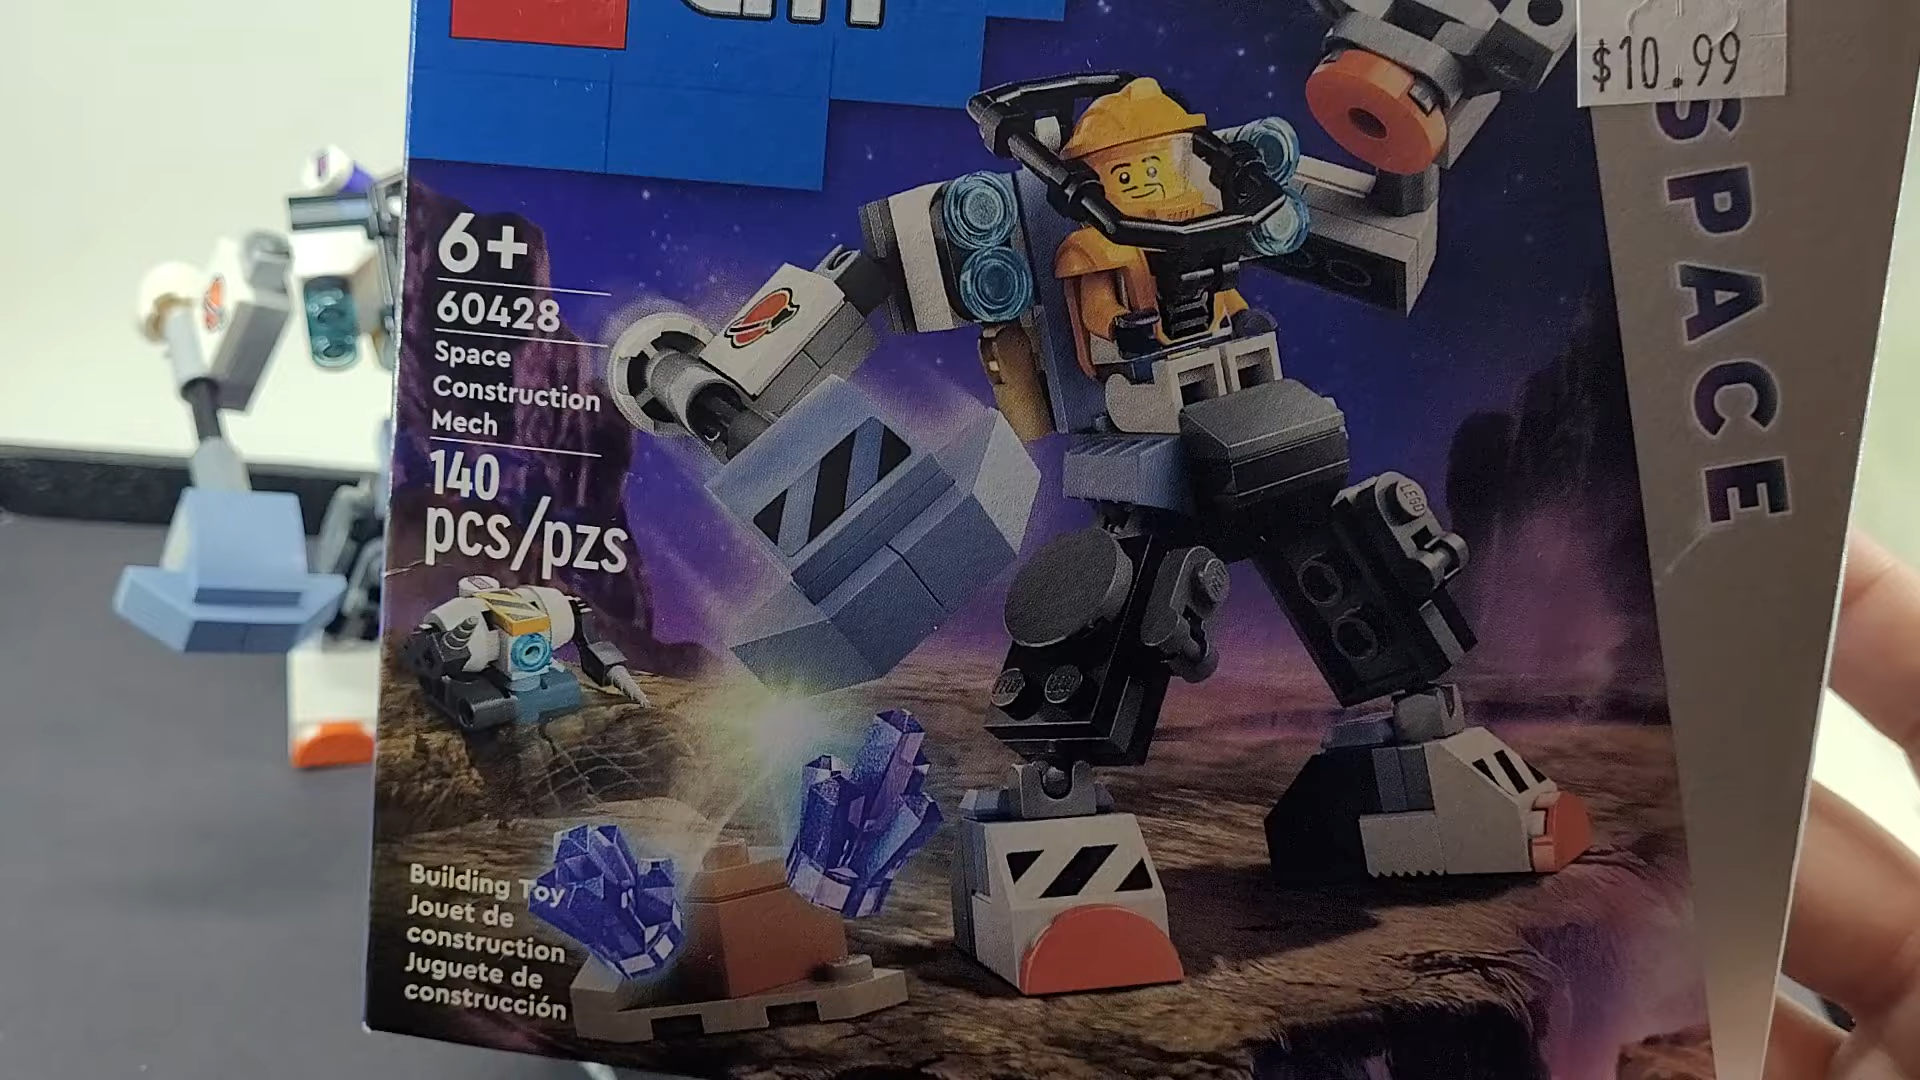 $10.99
SPACE
6+
60428
Space
Construction
Mech
140
pcs/pzs
LEGO
Building Toy
Jouet de
construction
Juguete de
construcción